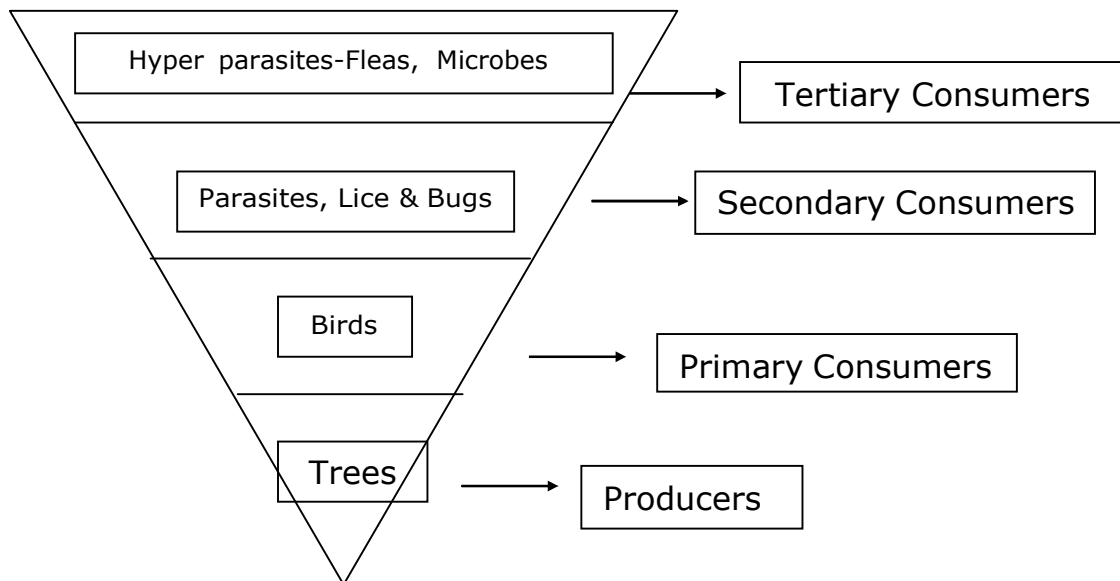 Hyper parasites-Fleas, Microbes
Tertiary Consumers
Parasites, Lice & Bugs
Secondary Consumers
Birds
Primary Consumers
Trees
Producers